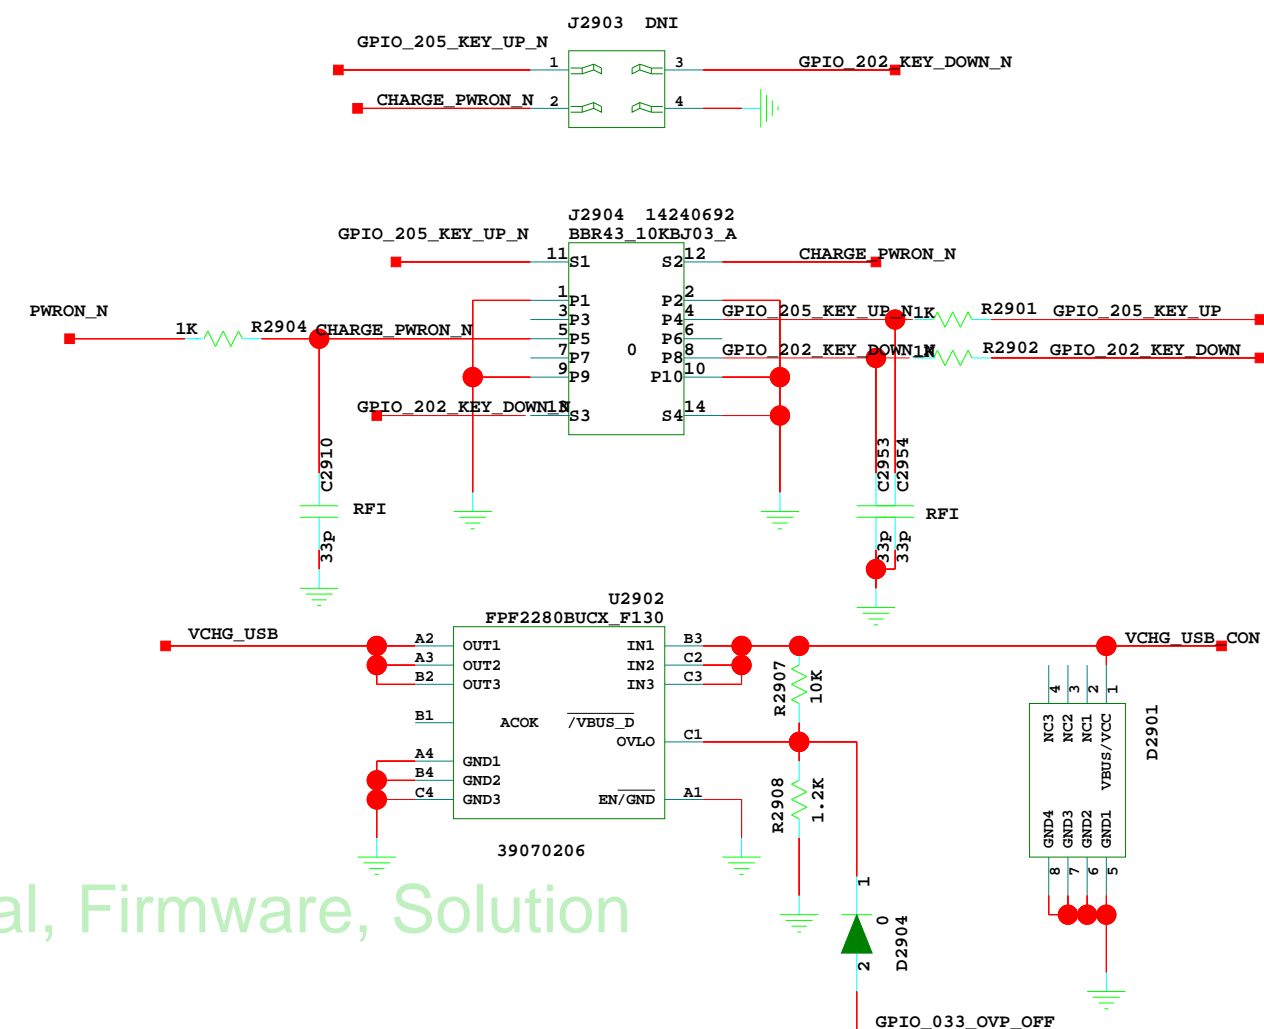 J2903 DNI
GPIO_205_KEY_UP_N
1
3
GPIO_202_KEY_DOWN_N
CHARGE_PWRON_N
2
4
J2904 14240692
BBR43_10KBJ03_A
GPIO_205_KEY_UP_N
11
S1
S2
12
CHARGE_PWRON_N
1
P1
P2
2
PWRON_N
3
P3
P4
4
GPIO_205_KEY_UP_N
1K
R2901
GPIO_205_KEY_UP
1K
R2904
CHARGE_PWRON_N
5
P5
P6
6
7
P7
0
P8
8
GPIO_202_KEY_DOWN_N
1K
R2902
GPIO_202_KEY_DOWN
9
P9
P10
10
GPIO_202_KEY_DOWN_N
13
S3
S4
14
C2910
C2953
C2954
RFI
RFI
33p
33p
33p
U2902
FPF2280BUCX_F130
VCHG_USB
A2
OUT1
IN1
B3
VCHG_USB_CON
A3
OUT2
IN2
C2
B2
OUT3
IN3
C3
R2907
10K
4
3
2
1
B1
ACOK
/VBUS_D
NC3
NC2
NC1
VBUS/VCC
D2901
OVLO
C1
A4
GND1
B4
GND2
C4
GND3
EN/GND
A1
R2908
1.2K
GND4
GND3
GND2
GND1
39070206
8
7
6
5
al, Firmware, Solution
1
0
D2904
2
GPIO_033_OVP_OFF